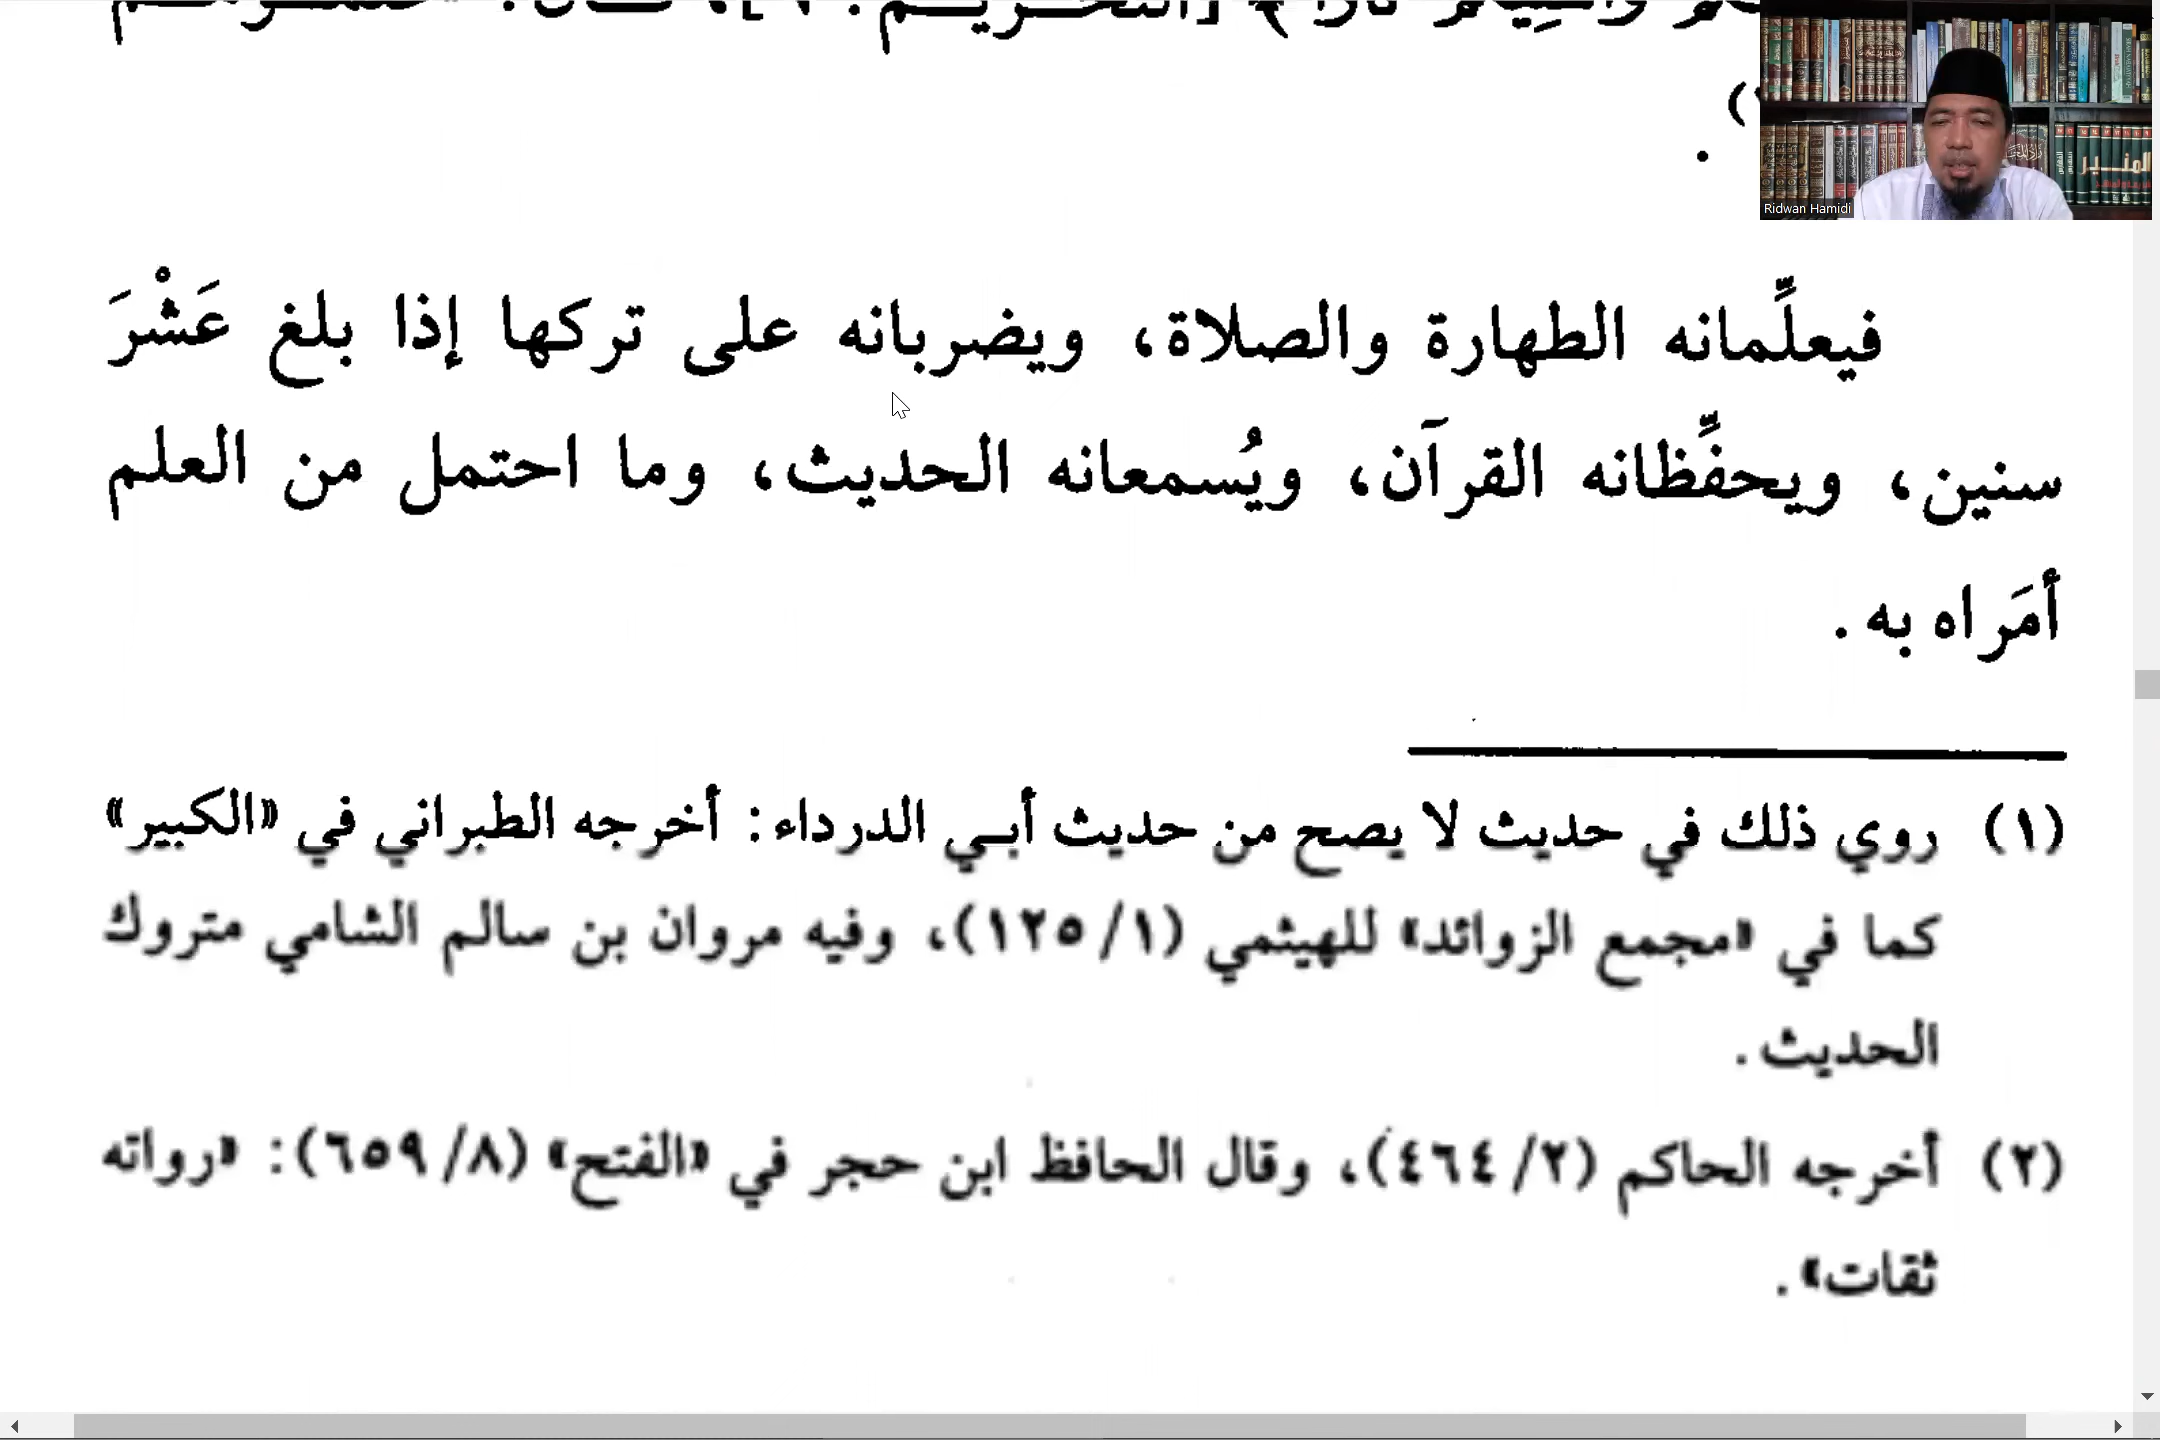 [التحريم: ٦]، قال:
Ridwan Hamidi
فيعلِّمانه الطهارة والصلاة، ويضربانه على تركها إذا بلغ عَشْرَ
سنين، ويحفِّظانه القرآن، ويُسمعانه الحديث، وما احتمل من العلم
أمَراه به.
(١) روي ذلك في حديث لا يصح من حديث أبي الدرداء: أخرجه الطبراني في «الكبير»
كما في «مجمع الزوائد» للهيثمي (١/ ١٢٥)، وفيه مروان بن سالم الشامي متروك
الحديث.
(٢) أخرجه الحاكم (٢/ ٤٦٤)، وقال الحافظ ابن حجر في «الفتح» (٨/ ٦٥٩): «رواته
ثقات».